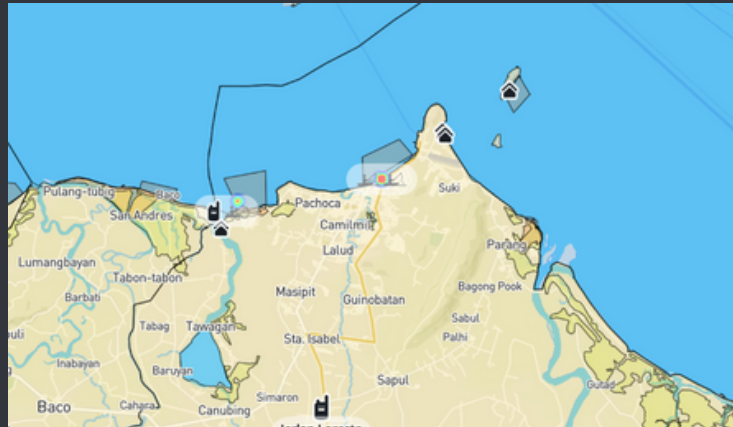 Pulang-tubig
Baco
San Andres
Pachoca
Suki
Camilmil
Lalud
Parang
Lumangbayan
Tabon-tabon
Bagong Pook
Barbati
Masipit
Guinobatan
Sabul
Tabag
Tawagan
Sta. Isabel
Palhi
Inabayan
Baruyan
Sapul
Gutad
Simaron
Baco
Cahara
Canubing